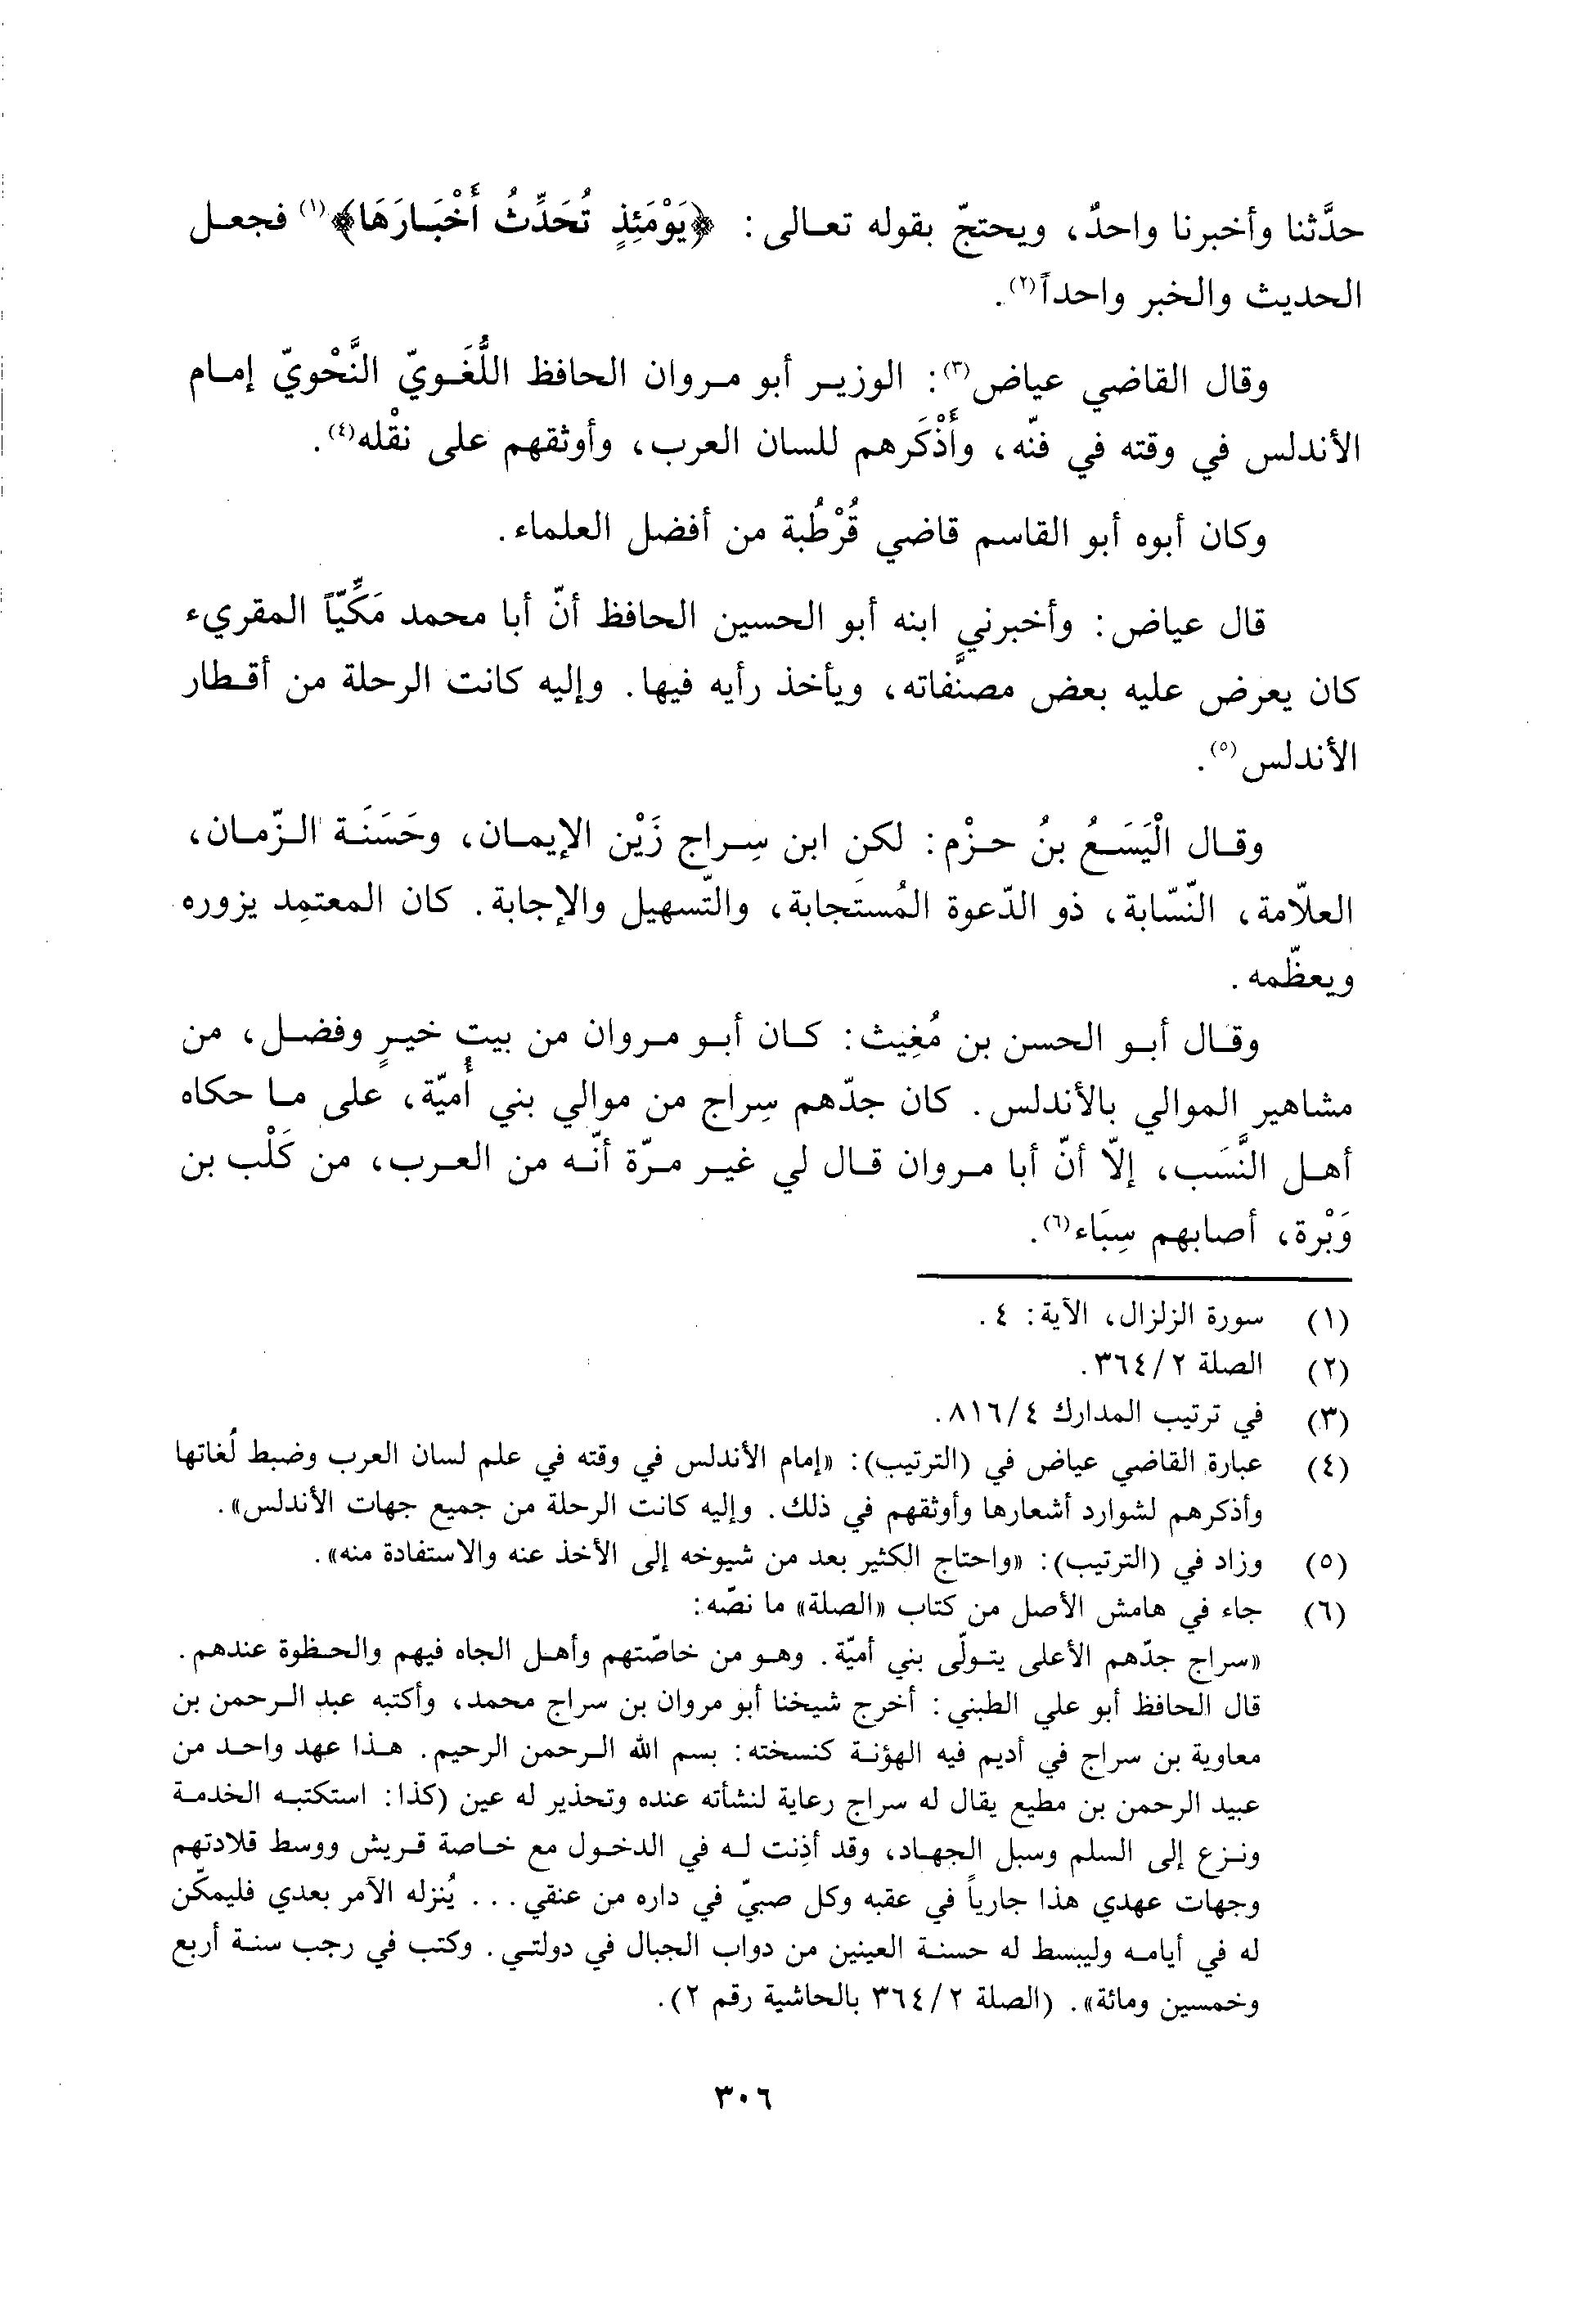 حدَّثنا وأخبرنا واحدٌ، ويحتجّ بقوله تعالى: ﴿يَوْمَئِذٍ تُحَدِّثُ أَخْبَارَهَا﴾(١) فجعل
الحديث والخبر واحداً(٢).
وقال القاضي عياض(٣): الوزير أبو مروان الحافظ اللُّغَويّ النَّحْويّ إمام
الأندلس في وقته في فنّه، وأَذْكَرهم للسان العرب، وأوثقهم على نقْله(٤).
وكان أبوه أبو القاسم قاضي قُرْطُبة من أفضل العلماء.
قال عياض: وأخبرني ابنه أبو الحسين الحافظ أنّ أبا محمد مَكِّيّاً المقريء
كان يعرض عليه بعض مصنَّفاته، ويأخذ رأيه فيها. وإليه كانت الرحلة من أقطار
الأندلس(٥).
وقال الْيَسَعُ بنُ حزْم: لكن ابن سِراج زَيْن الإيمان، وحَسَنَة الزّمان،
العلّامة، النّسّابة، ذو الدّعوة المُستَجابة، والتّسهيل والإجابة. كان المعتمِد يزوره
ويعظّمه.
وقال أبو الحسن بن مُغِيث: كان أبو مروان من بيت خيرٍ وفضل، من
مشاهير الموالي بالأندلس. كان جدّهم سِراج من موالي بني أُميّة، على ما حكاه
أهل النَّسَب، إلّا أنّ أبا مروان قال لي غير مرّة أنّه من العرب، من كَلْب بن
وَبْرة، أصابهم سِبَاء(٦).
(١) سورة الزلزال، الآية: ٤.
(٢) الصلة ٢/٣٦٤.
(٣) في ترتيب المدارك ٤/٨١٦.
(٤) عبارة القاضي عياض في (الترتيب): «إمام الأندلس في وقته في علم لسان العرب وضبط لُغاتها
وأذكرهم لشوارد أشعارها وأوثقهم في ذلك. وإليه كانت الرحلة من جميع جهات الأندلس».
(٥) وزاد في (الترتيب): «واحتاج الكثير بعد من شيوخه إلى الأخذ عنه والاستفادة منه».
(٦) جاء في هامش الأصل من كتاب «الصلة» ما نصّه:
«سراج جدّهم الأعلى يتولّى بني أميّة. وهو من خاصّتهم وأهل الجاه فيهم والحظوة عندهم.
قال الحافظ أبو علي الطبني: أخرج شيخنا أبو مروان بن سراج محمد، وأكتبه عبد الرحمن بن
معاوية بن سراج في أديم فيه الهؤنة كنسخته: بسم الله الرحمن الرحيم. هذا عهد واحد من
عبيد الرحمن بن مطيع يقال له سراج رعاية لنشأته عنده وتحذير له عين (كذا: استكتبه الخدمة
ونزع إلى السلم وسبل الجهاد، وقد أذِنت له في الدخول مع خاصة قريش ووسط قلادتهم
وجهات عهدي هذا جارياً في عقبه وكل صبيّ في داره من عنقي... يُنزله الأمر بعدي فليمكّن
له في أيامه وليبسط له حسنة العينين من دواب الجبال في دولتي. وكتب في رجب سنة أربع
وخمسين ومائة». (الصلة ٢/٣٦٤ بالحاشية رقم ٢).
٣٠٦